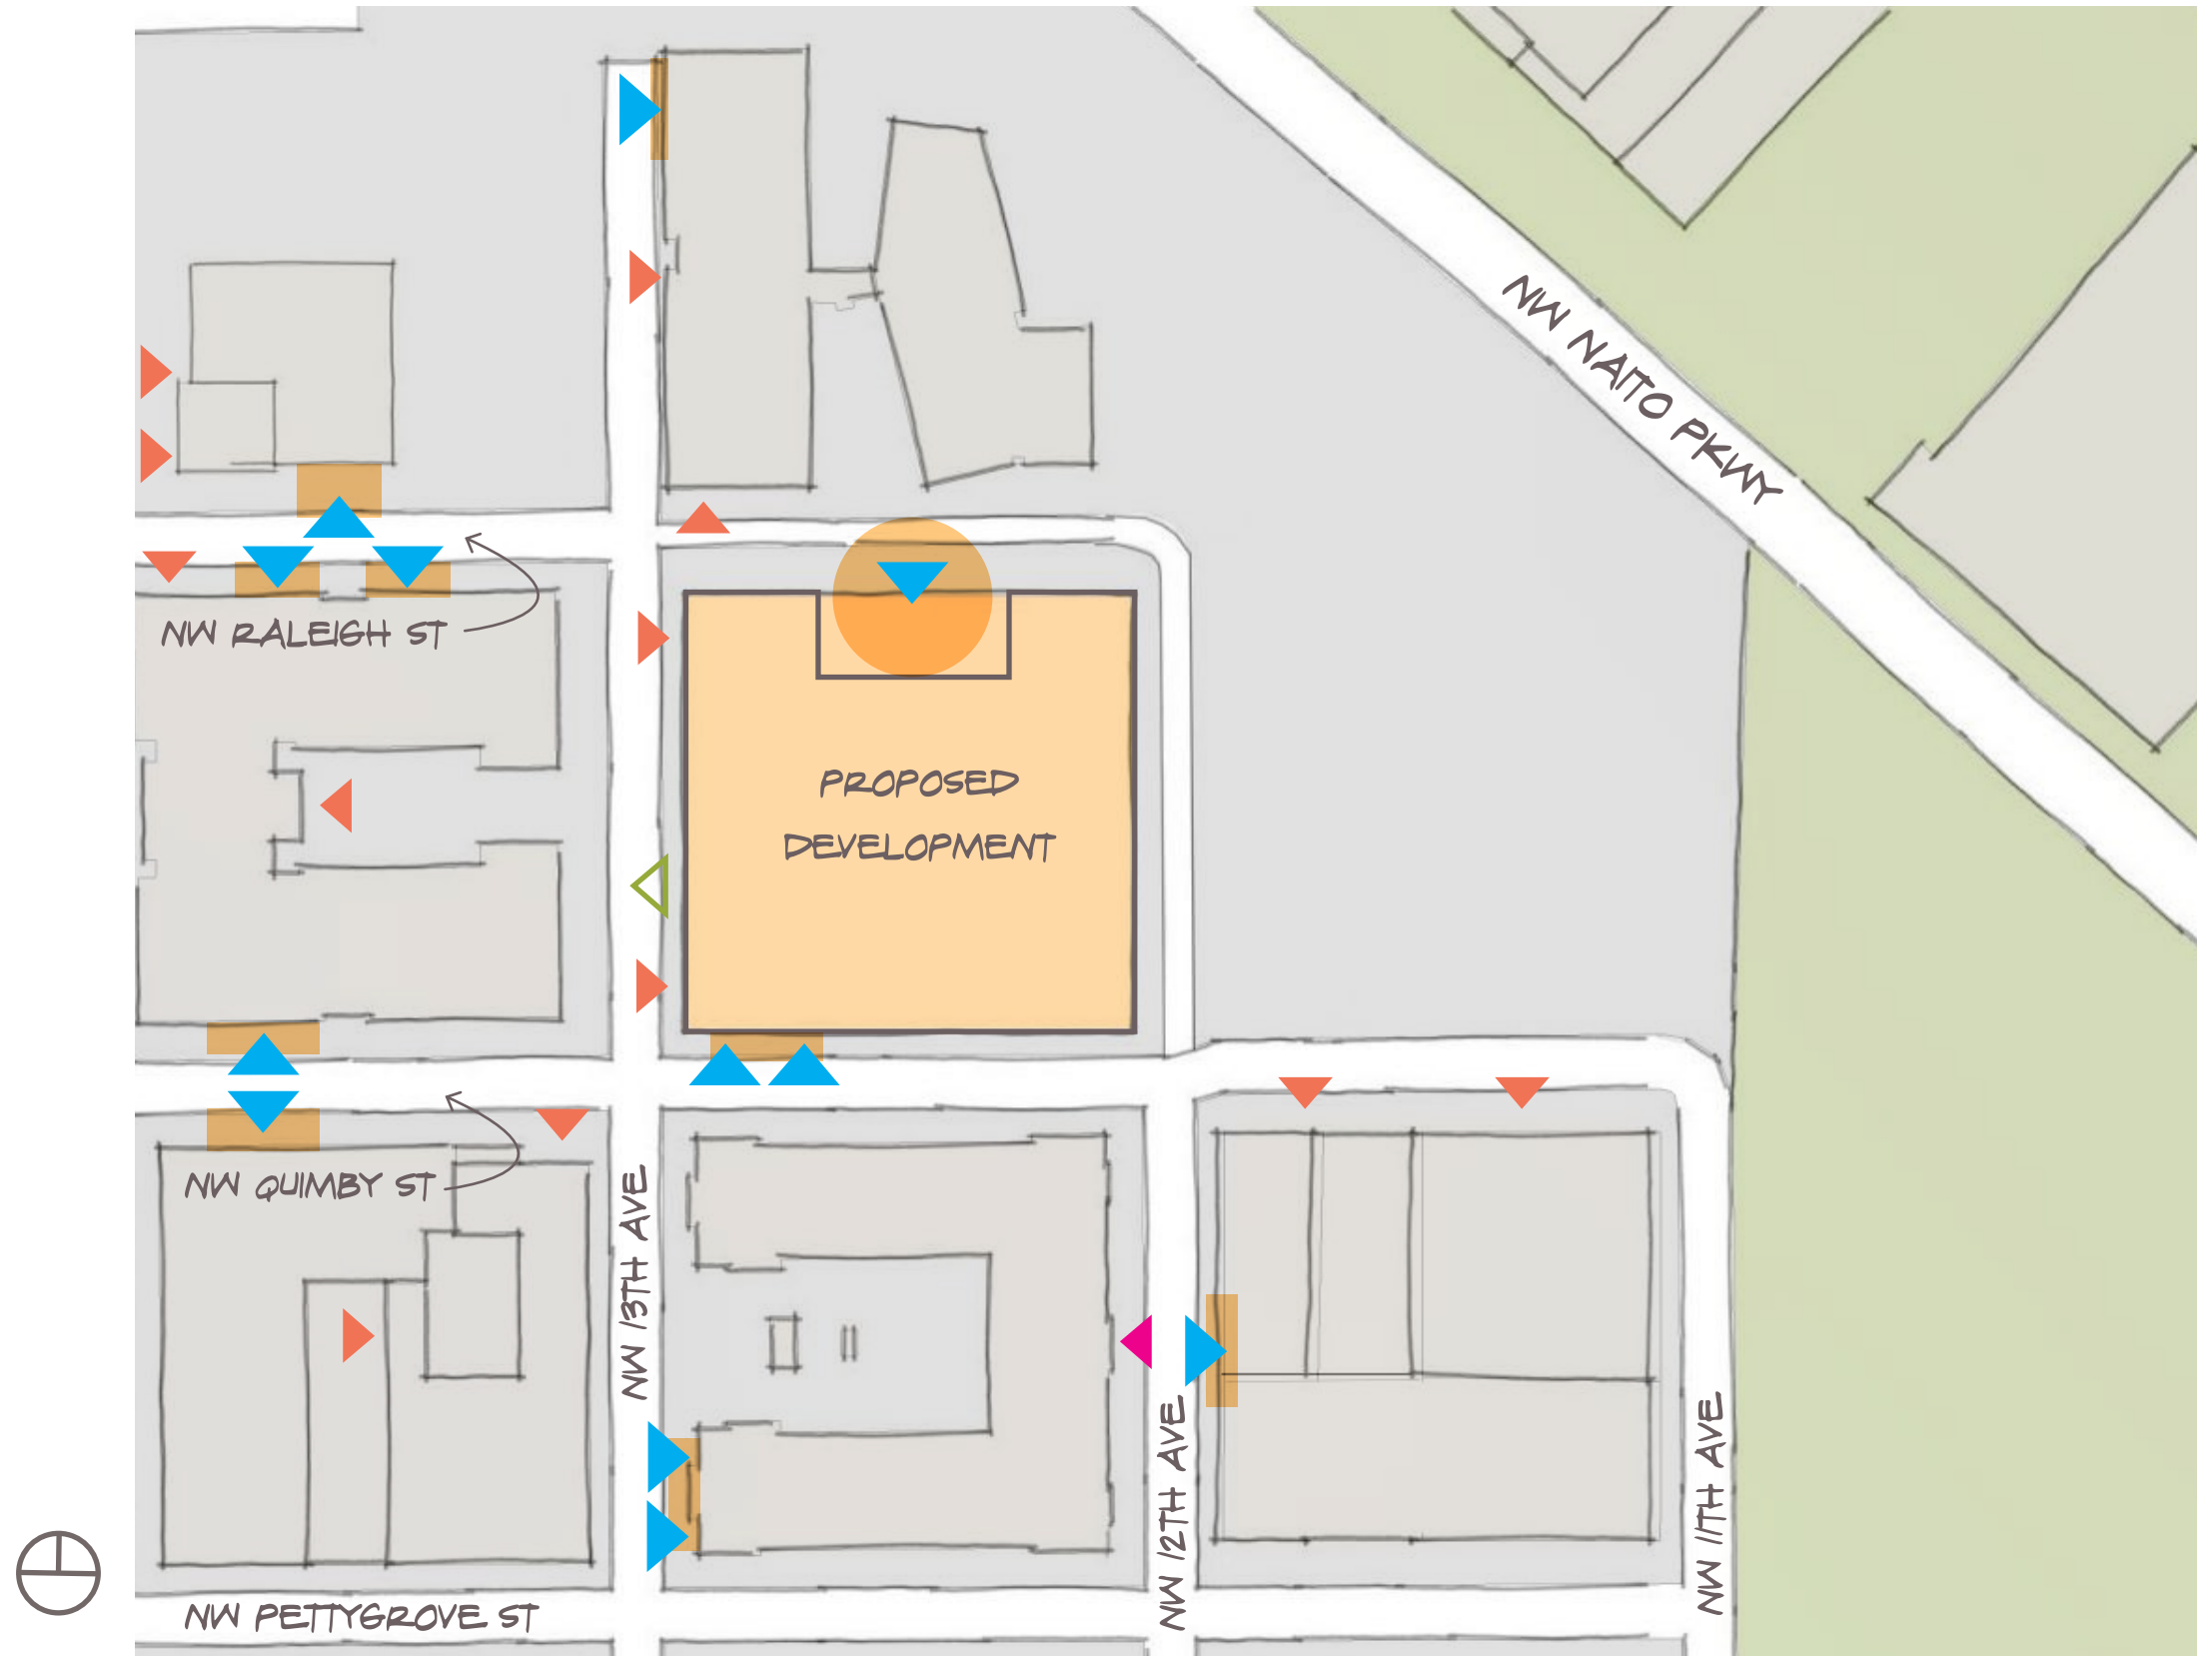 NW NAITO PKWY
NW RALEIGH ST
PROPOSED
DEVELOPMENT
NW QUIMBY ST
NW 13TH AVE
NW 12TH AVE
NW 11TH AVE
NW PETTYGROVE ST